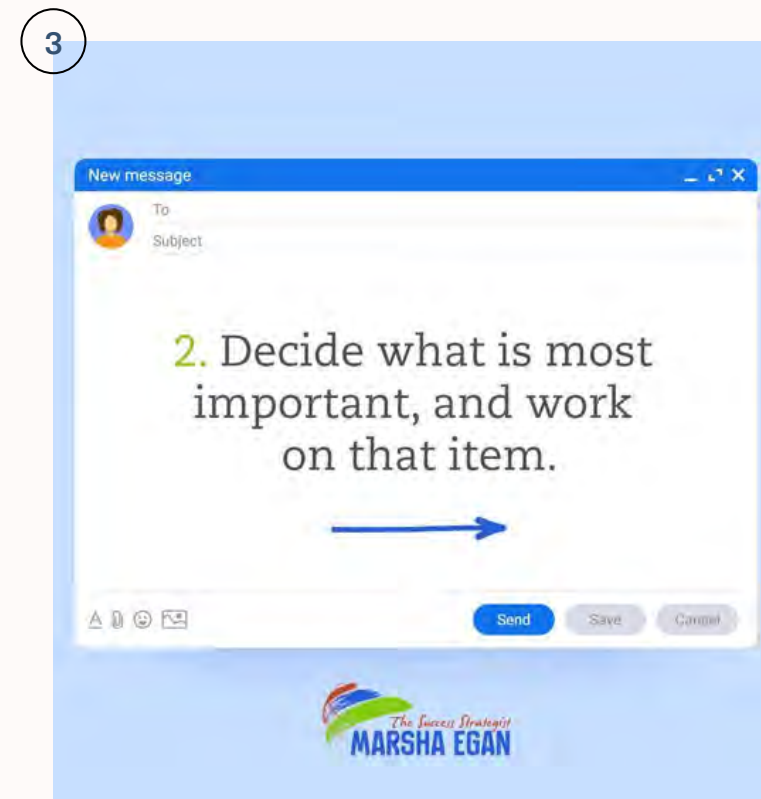 3
New message
To
Subject
2. Decide what is most
important, and work
on that item.
A
Send Save Cancel
The Success Strategist
MARSHA EGAN